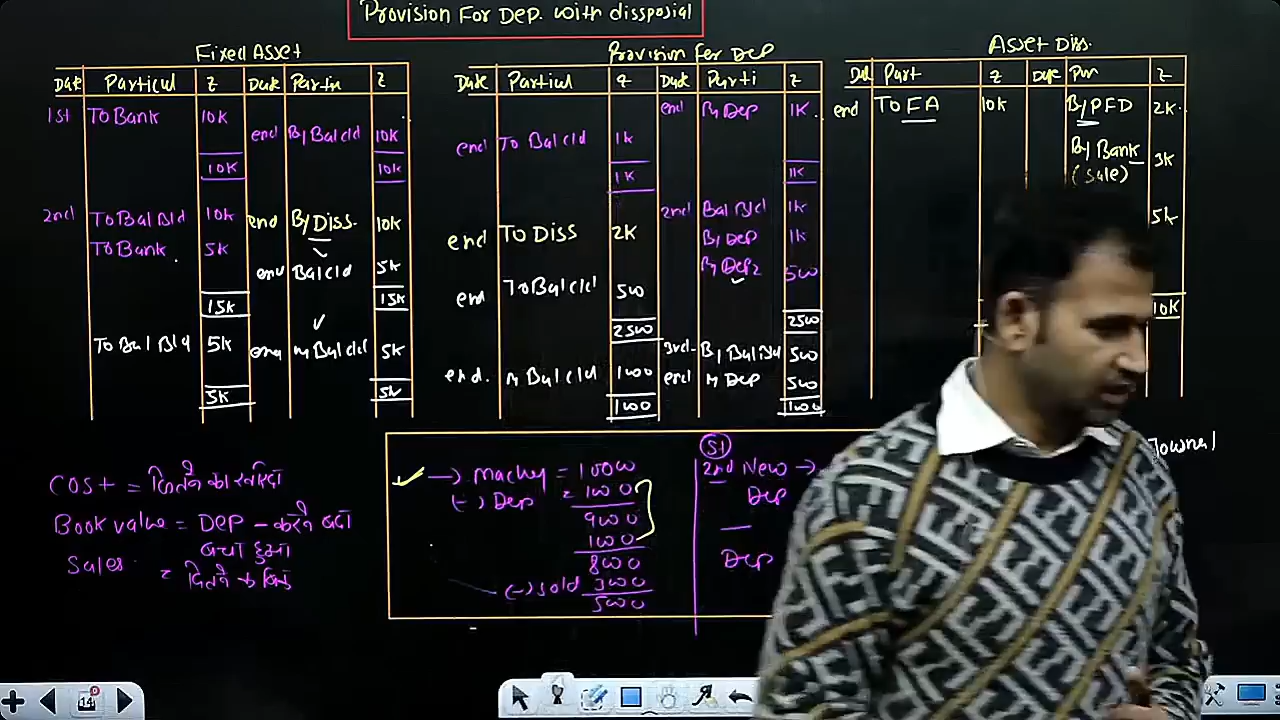 Provision For Dep. with disposial
Fixed Asset
Date Particul ₹ Date Partin ₹
1st To Bank 10K
end By Bal c/d 10K
10K 10K
2nd To Bal B/d 10K end By Diss. 10K
To Bank 5K
end Bal c/d 5K
15K 15K
To Bal B/d 5K end By Bal c/d 5K
5K 5K
Provision For Dep
Date Particul ₹ Date Parti ₹
end By Dep 1K
end To Bal c/d 1K
1K 1K
2nd Bal B/d 1K
end To Diss 2K By Dep 1K
By Dep2 500
end To Bal c/d 500
2500 2500
3rd By Bal B/d 500
end. Bal c/d 1000 end Dep 500
1000 1000
Asset Diss.
Part ₹ Date ₹
end To FA 10K By PFD 2K
By Bank 3K
(Sale)
5K
10K
Cost = कितने का खरीदा
Book value = Dep - करने बाद
बचा हुआ
Sales = कितने में
→ Machy = 10000
(-) Dep = 1000
9000
1000
8000
(-) Sold 3000
5000
S1
2nd New →
Dep
Dep
Journal
14